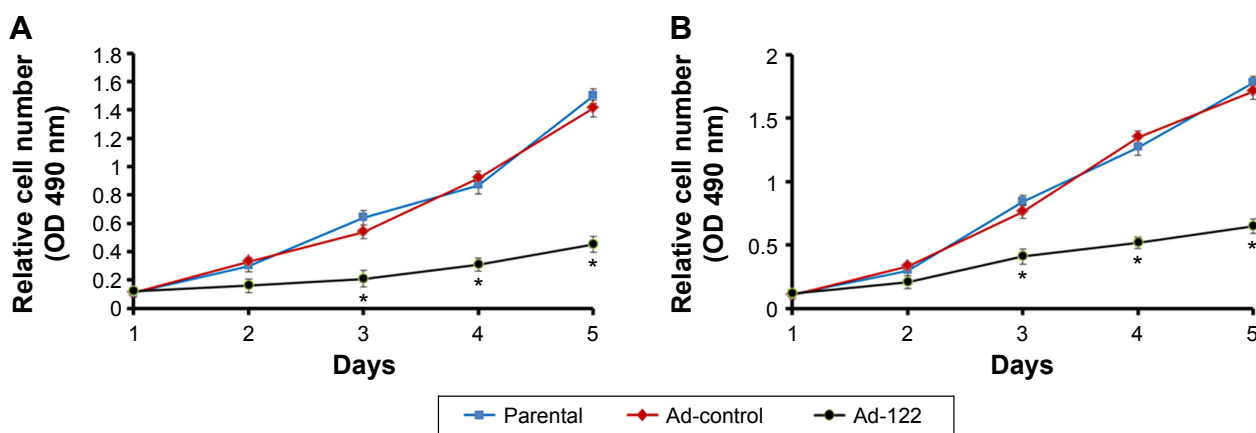 A
Relative cell number
(OD 490 nm)
1.8
1.6
1.4
1.2
1
0.8
0.6
0.4
0.2
0
* * *
1 2 3 4 5
Days
B
Relative cell number
(OD 490 nm)
2
1.5
1
0.5
0
* * *
1 2 3 4 5
Days
Parental Ad-control Ad-122